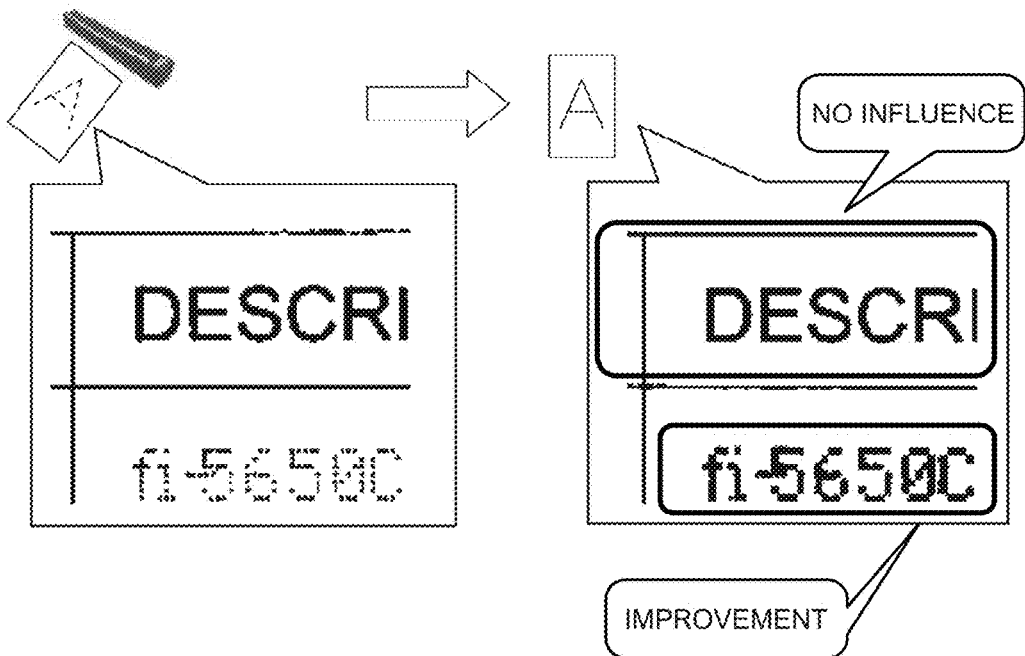 A
A
NO INFLUENCE
DESCRI
fi-5650C
DESCRI
fi-5650C
IMPROVEMENT